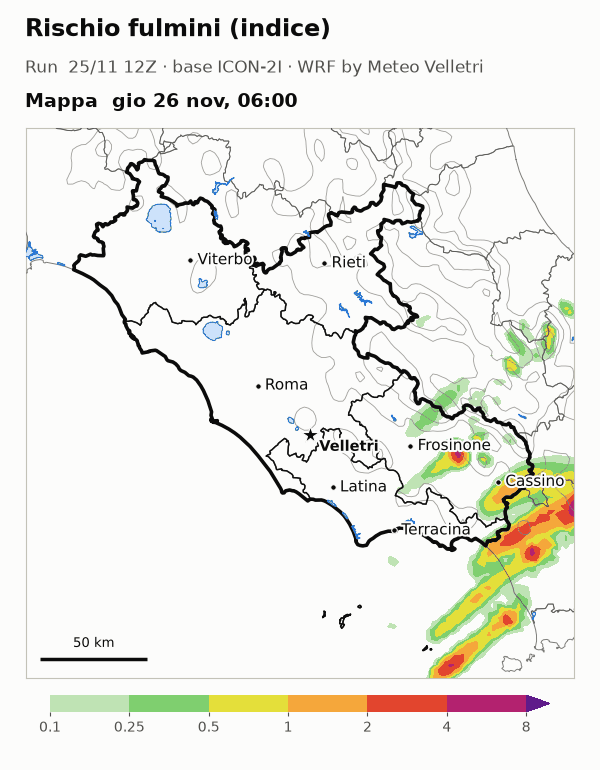 Rischio fulmini (indice)
Run  25/11 12Z · base ICON-2I · WRF by Meteo Velletri
Mappa  gio 26 nov, 06:00
Viterbo
Rieti
Roma
Velletri
Frosinone
Latina
Cassino
Terracina
50 km
0.1 0.25 0.5 1 2 4 8